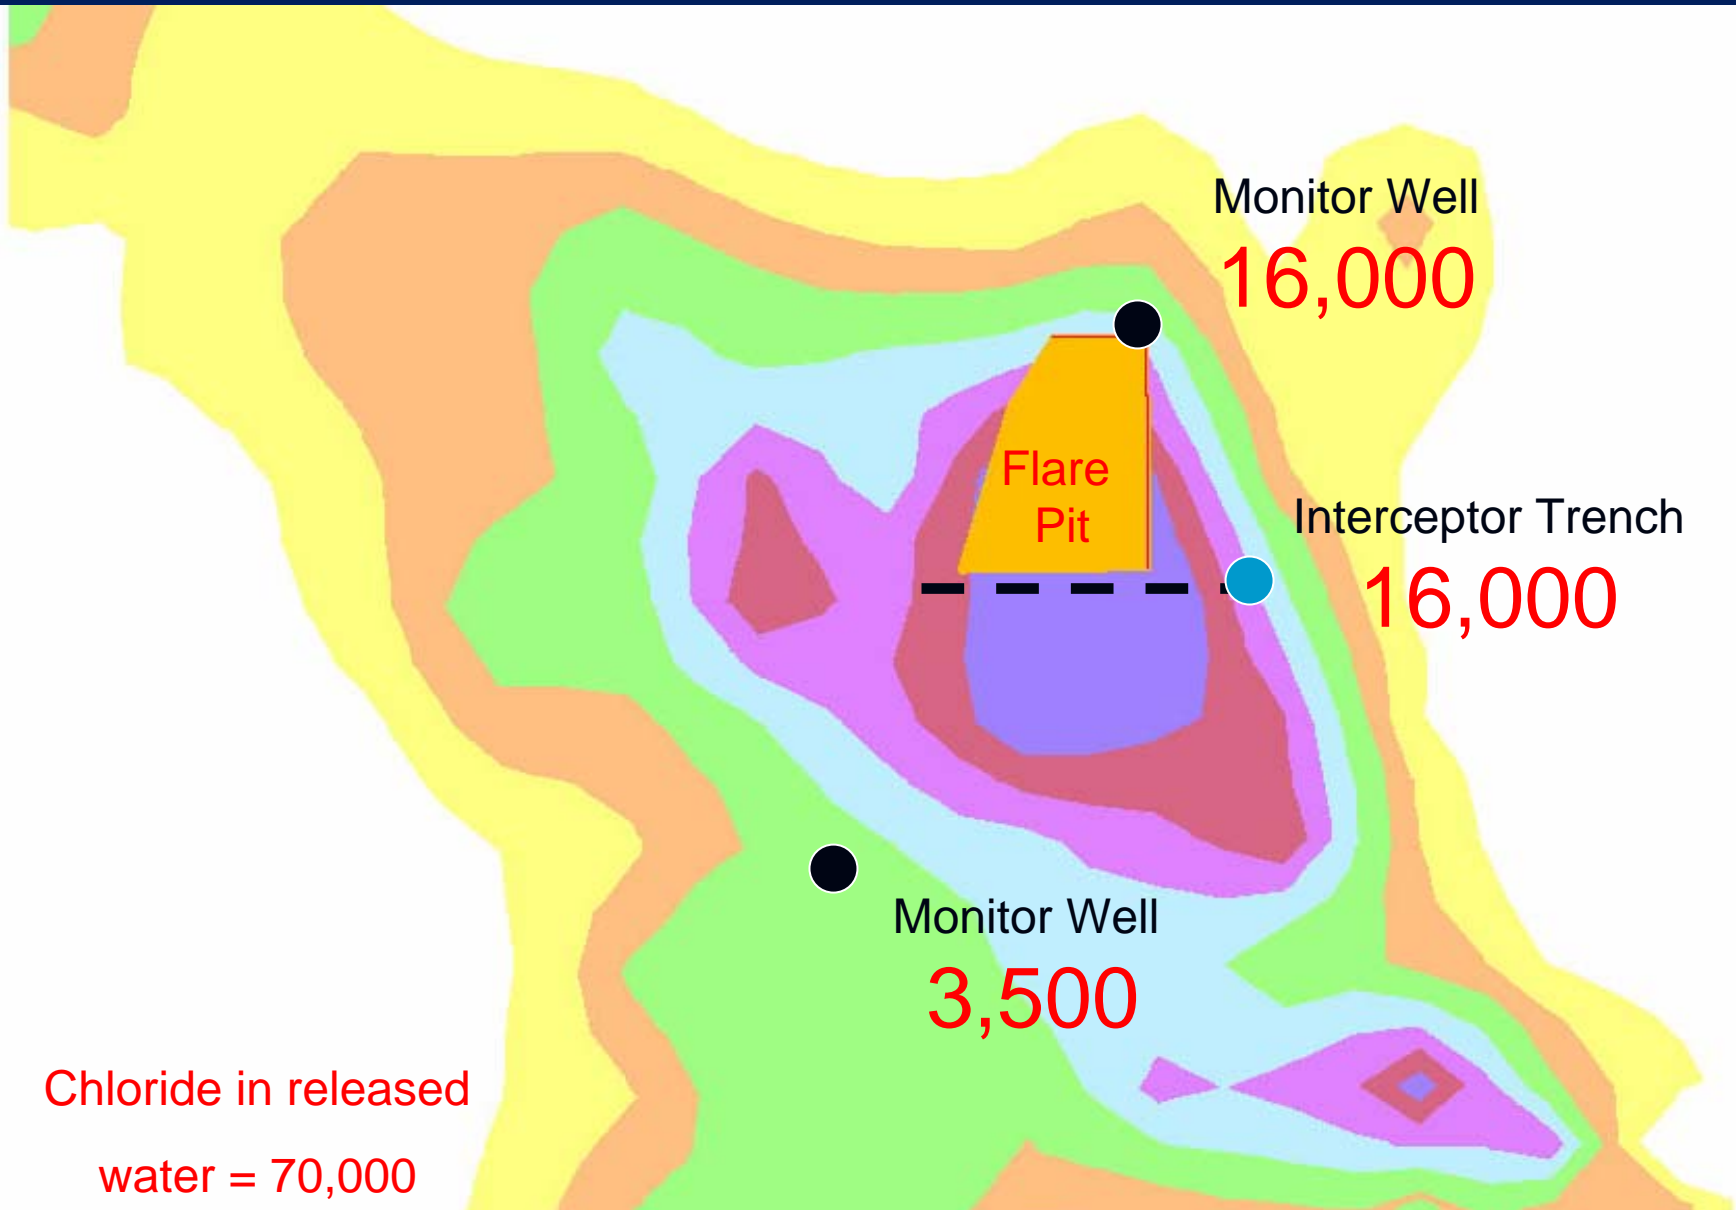 Monitor Well
16,000
Flare
Pit
Interceptor Trench
16,000
Monitor Well
3,500
Chloride in released
water = 70,000